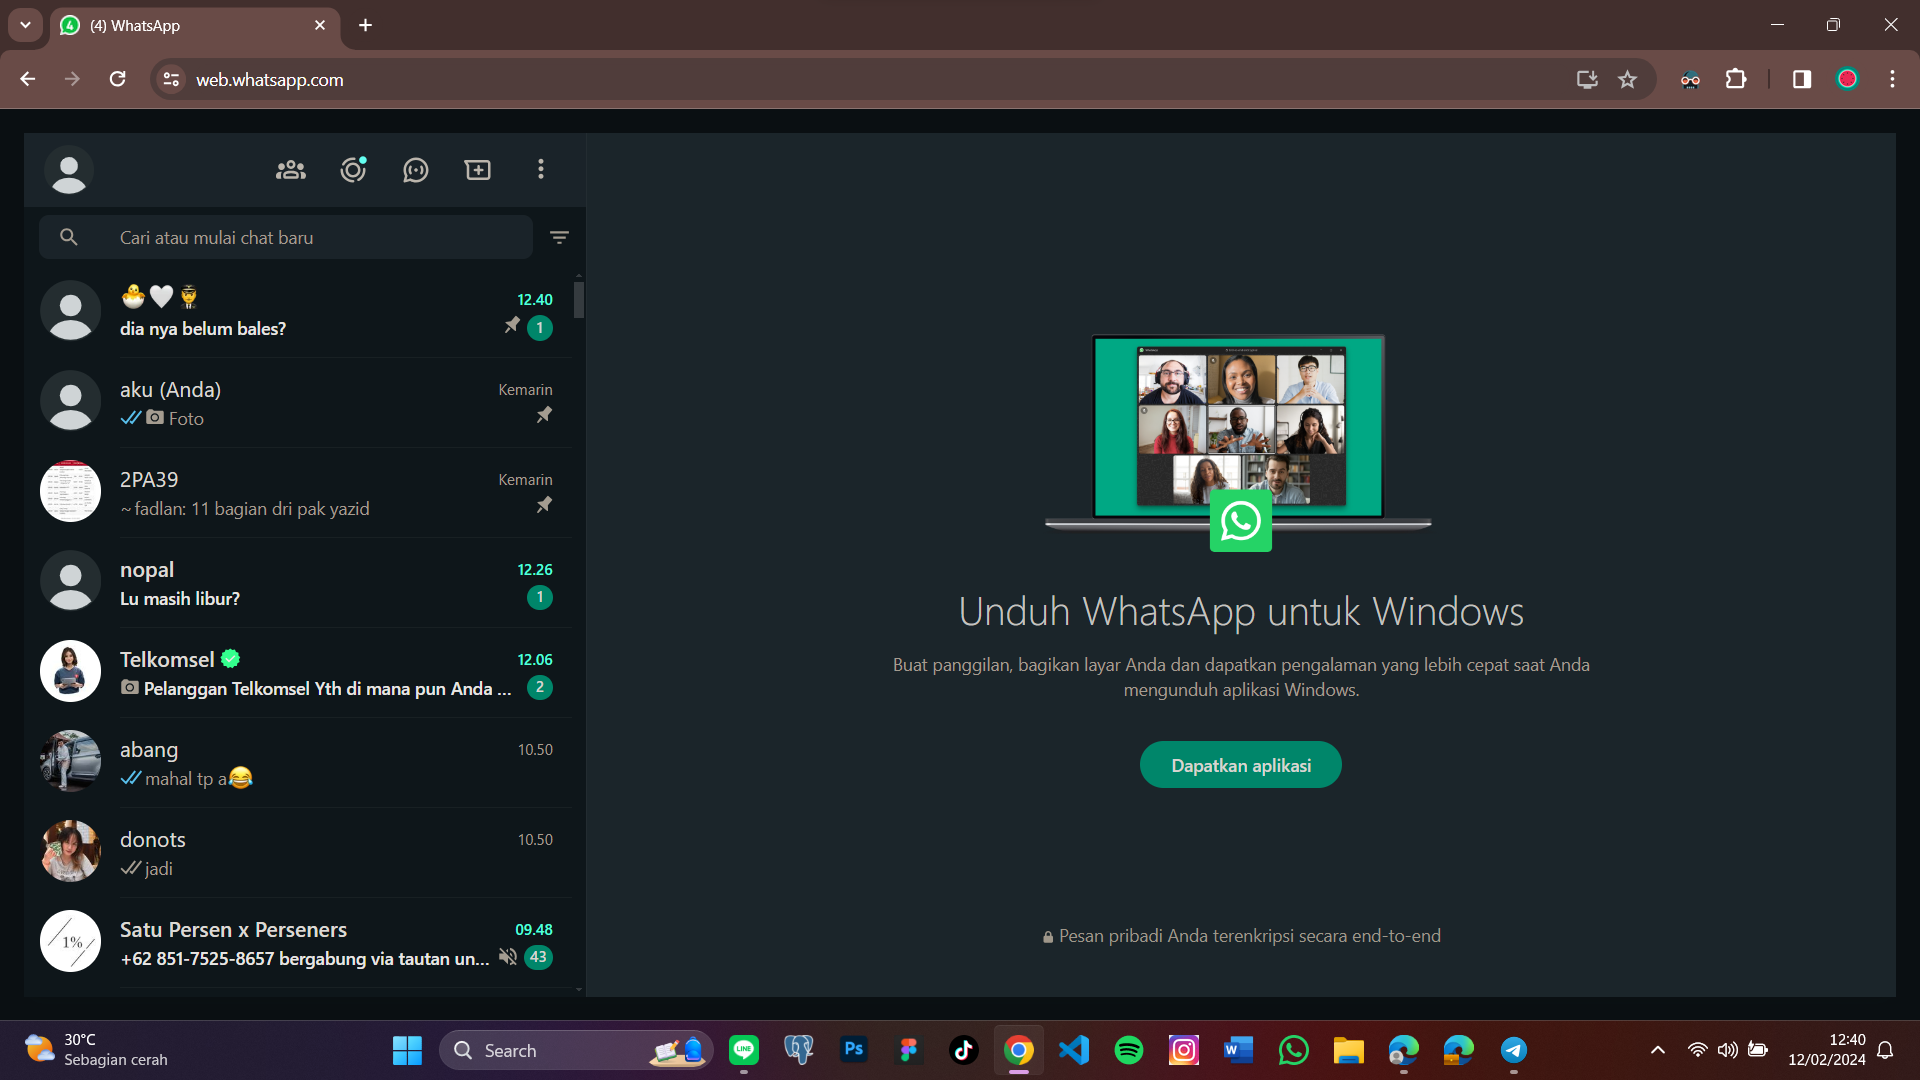 (4) WhatsApp
web.whatsapp.com
Cari atau mulai chat baru
🐣🤍 12.40
dia nya belum bales? 1
aku (Anda) Kemarin
Foto
2PA39 Kemarin
~fadlan: 11 bagian dri pak yazid
nopal 12.26
Lu masih libur? 1
Telkomsel 12.06
Pelanggan Telkomsel Yth di mana pun Anda ... 2
abang 10.50
mahal tp a😂
donots 10.50
jadi
1%
Satu Persen x Perseners 09.48
+62 851-7525-8657 bergabung via tautan un... 43
Unduh WhatsApp untuk Windows
Buat panggilan, bagikan layar Anda dan dapatkan pengalaman yang lebih cepat saat Anda
mengunduh aplikasi Windows.
Dapatkan aplikasi
Pesan pribadi Anda terenkripsi secara end-to-end
30°C
Sebagian cerah
Search
LINE
Ps
W
12:40
12/02/2024